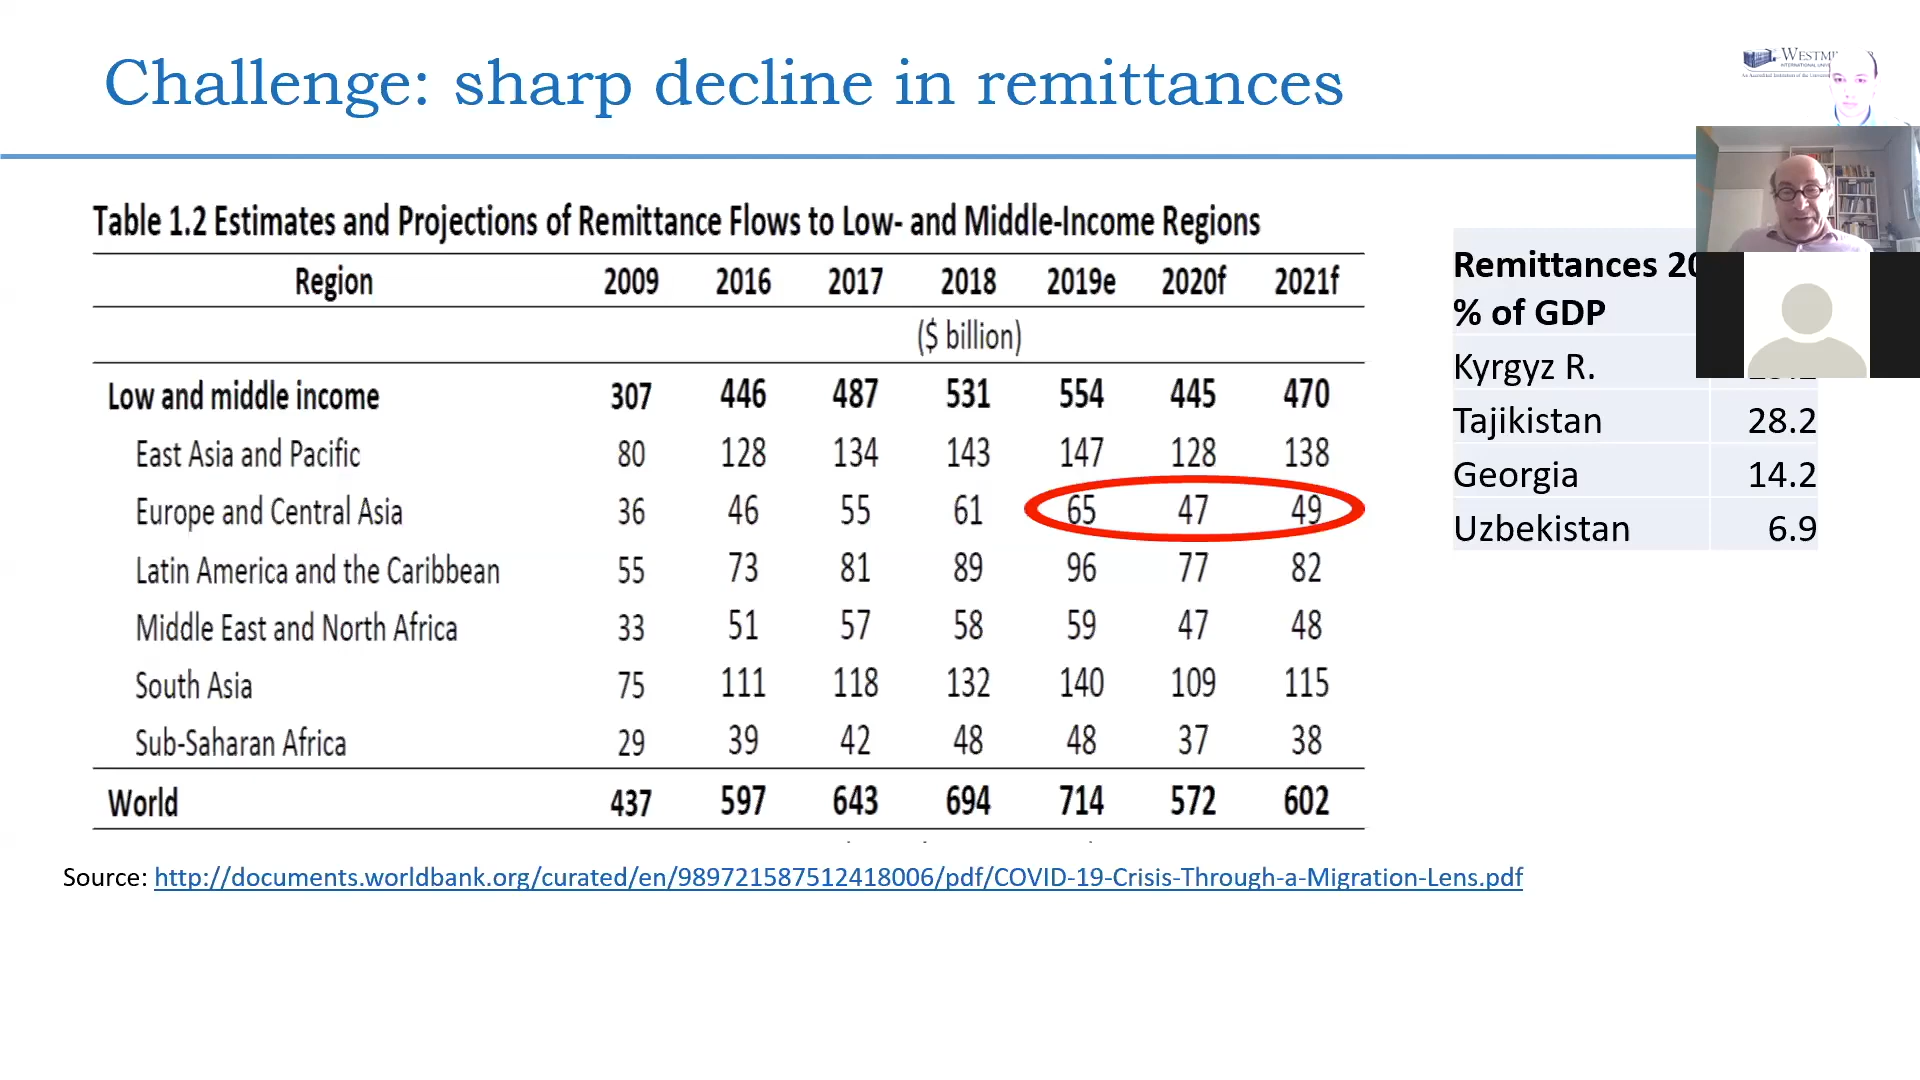 Challenge: sharp decline in remittances
Table 1.2 Estimates and Projections of Remittance Flows to Low- and Middle-Income Regions
Region 2009 2016 2017 2018 2019e 2020f 2021f
($ billion)
Low and middle income 307 446 487 531 554 445 470
East Asia and Pacific 80 128 134 143 147 128 138
Europe and Central Asia 36 46 55 61 65 47 49
Latin America and the Caribbean 55 73 81 89 96 77 82
Middle East and North Africa 33 51 57 58 59 47 48
South Asia 75 111 118 132 140 109 115
Sub-Saharan Africa 29 39 42 48 48 37 38
World 437 597 643 694 714 572 602
Remittances
% of GDP
Kyrgyz R.
Tajikistan 28.2
Georgia 14.2
Uzbekistan 6.9
Source: http://documents.worldbank.org/curated/en/989721587512418006/pdf/COVID-19-Crisis-Through-a-Migration-Lens.pdf